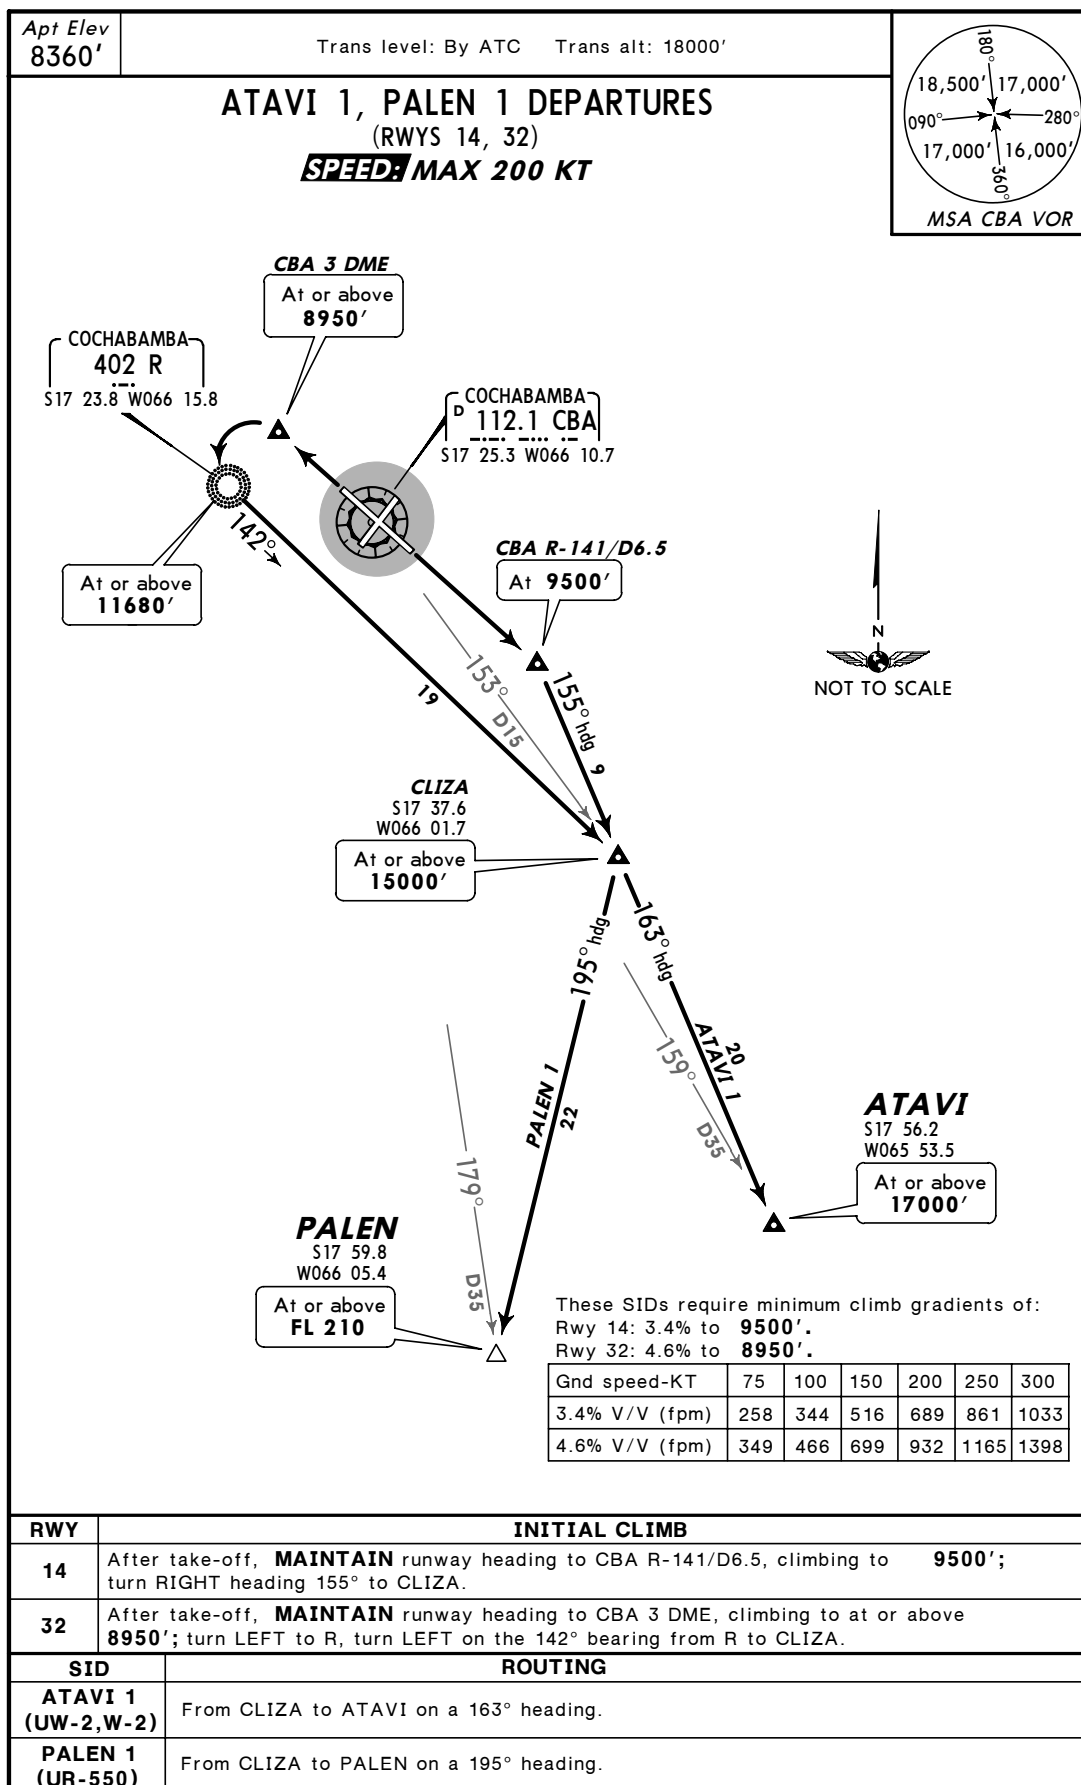 Apt Elev
8360'
Trans level: By ATC Trans alt: 18000'
ATAVI 1, PALEN 1 DEPARTURES
(RWYS 14, 32)
SPEED: MAX 200 KT
180°
18,500' 17,000'
090° 280°
17,000' 16,000'
360°
MSA CBA VOR
CBA 3 DME
At or above
8950'
COCHABAMBA
402 R
S17 23.8 W066 15.8
COCHABAMBA
D 112.1 CBA
S17 25.3 W066 10.7
142°
At or above
11680'
CBA R-141/D6.5
At 9500'
N
NOT TO SCALE
153°
D15
155° hdg
9
19
CLIZA
S17 37.6
W066 01.7
At or above
15000'
195° hdg
163° hdg
20
ATAVI 1
159°
D35
PALEN 1
22
ATAVI
S17 56.2
W065 53.5
At or above
17000'
179°
D35
PALEN
S17 59.8
W066 05.4
At or above
FL 210
These SIDs require minimum climb gradients of:
Rwy 14: 3.4% to 9500'.
Rwy 32: 4.6% to 8950'.
Gnd speed-KT 75 100 150 200 250 300
3.4% V/V (fpm) 258 344 516 689 861 1033
4.6% V/V (fpm) 349 466 699 932 1165 1398
RWY INITIAL CLIMB
14 After take-off, MAINTAIN runway heading to CBA R-141/D6.5, climbing to 9500';
turn RIGHT heading 155° to CLIZA.
32 After take-off, MAINTAIN runway heading to CBA 3 DME, climbing to at or above
8950'; turn LEFT to R, turn LEFT on the 142° bearing from R to CLIZA.
SID ROUTING
ATAVI 1
(UW-2,W-2) From CLIZA to ATAVI on a 163° heading.
PALEN 1
(UR-550) From CLIZA to PALEN on a 195° heading.